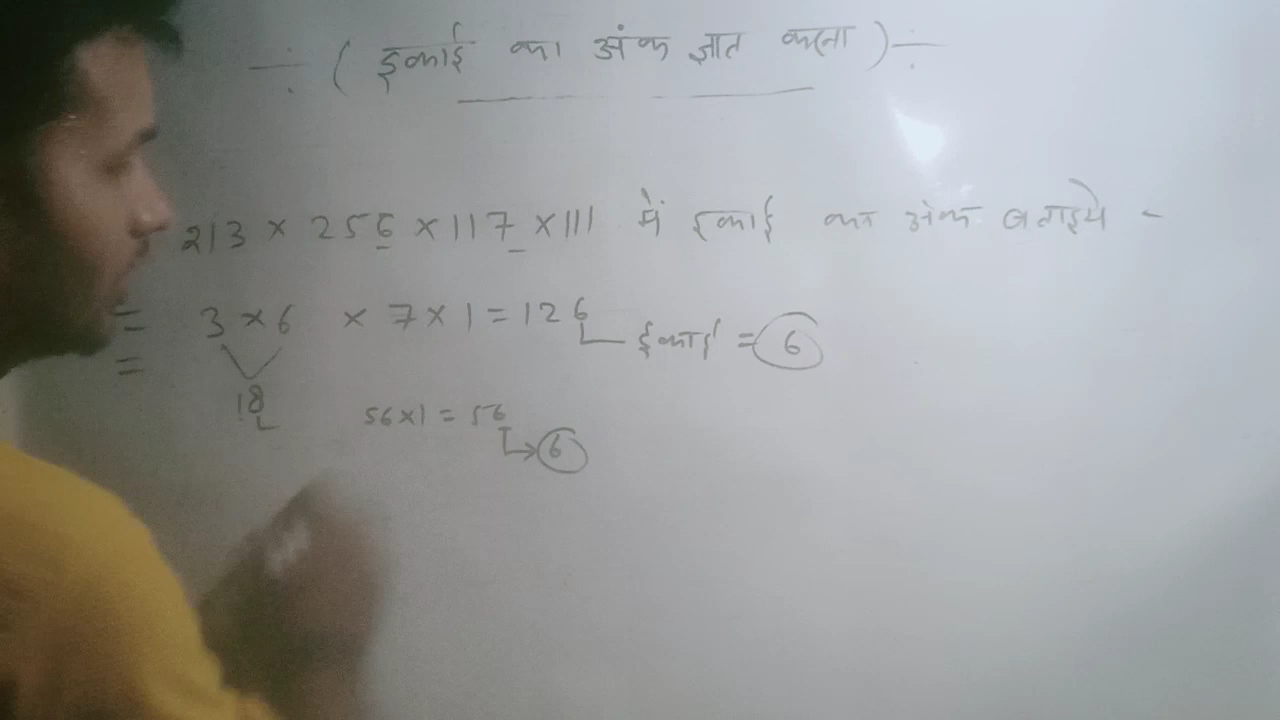 ÷ ( इकाई का अंक ज्ञात करना ) ÷
213 × 256 × 117 × 111 में इकाई का अंक बताइये -
= 3 × 6 × 7 × 1 = 126 ईकाई = 6
=
18 56 × 1 = 56
6